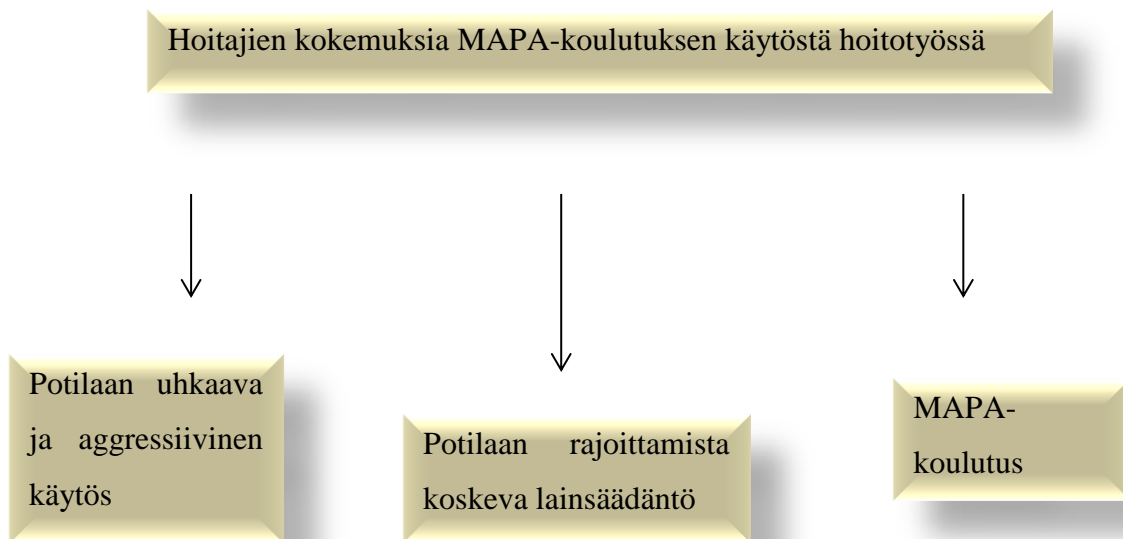 Hoitajien kokemuksia MAPA-koulutuksen käytöstä hoitotyössä
Potilaan uhkaava
ja aggressiivinen
käytös
Potilaan rajoittamista
koskeva lainsäädäntö
MAPA-
koulutus